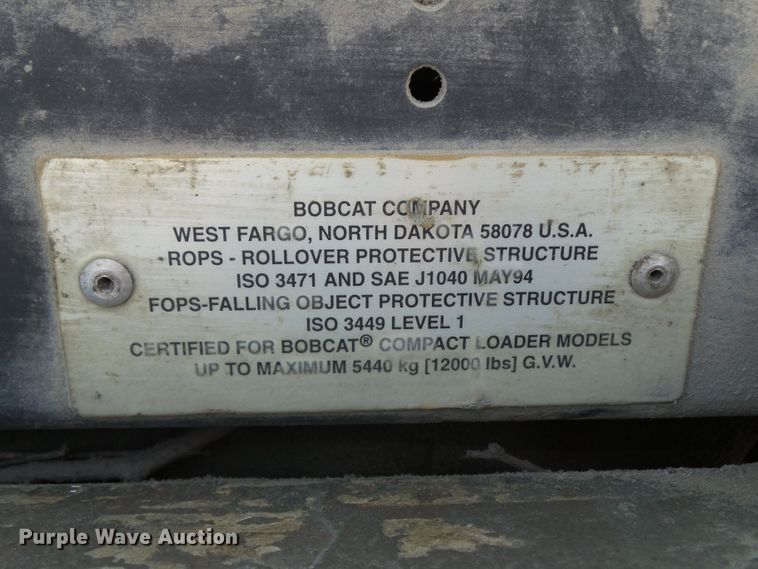 BOBCAT COMPANY
WEST FARGO, NORTH DAKOTA 58078 U.S.A.
ROPS - ROLLOVER PROTECTIVE STRUCTURE
ISO 3471 AND SAE J1040 MAY94
FOPS-FALLING OBJECT PROTECTIVE STRUCTURE
ISO 3449 LEVEL 1
CERTIFIED FOR BOBCAT® COMPACT LOADER MODELS
UP TO MAXIMUM 5440 kg [12000 lbs] G.V.W.
Purple Wave Auction